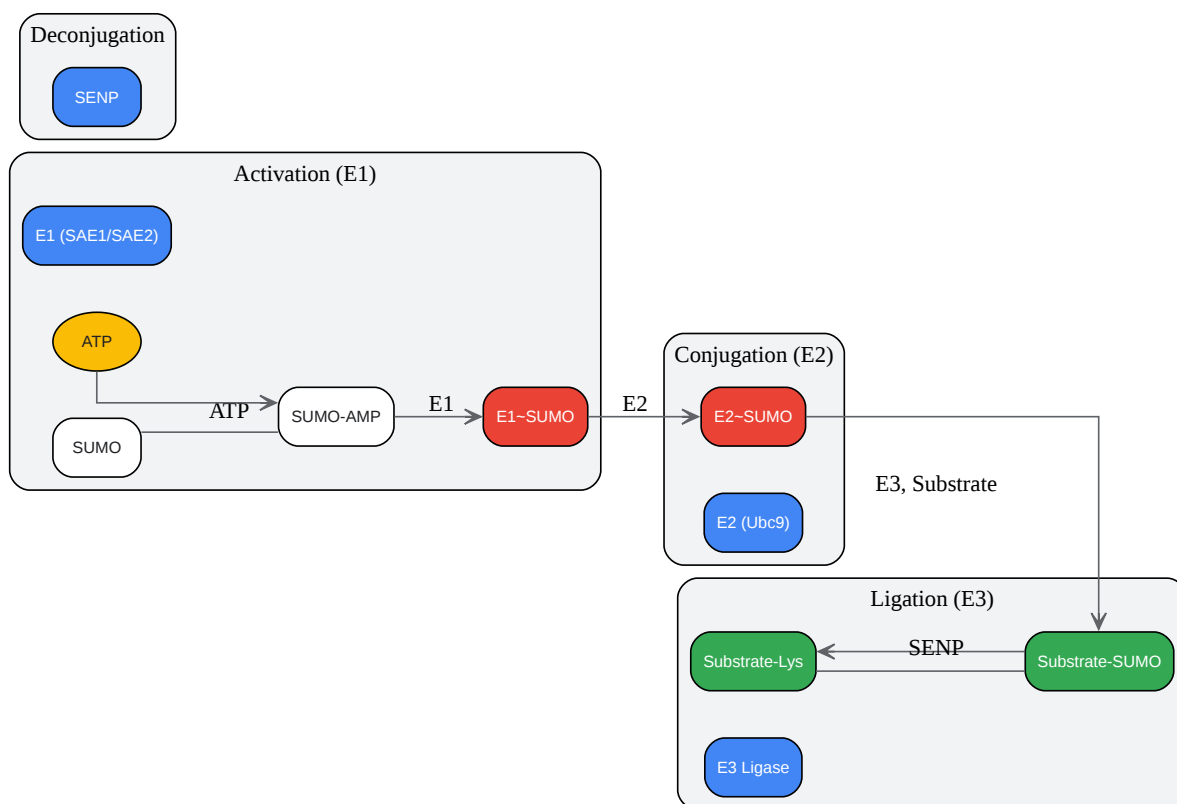 Deconjugation
SENP
Activation (E1)
E1 (SAE1/SAE2)
ATP
ATP
SUMO
SUMO-AMP
E1
E1~SUMO
E2
Conjugation (E2)
E2~SUMO
E2 (Ubc9)
E3, Substrate
Ligation (E3)
Substrate-Lys
SENP
Substrate-SUMO
E3 Ligase